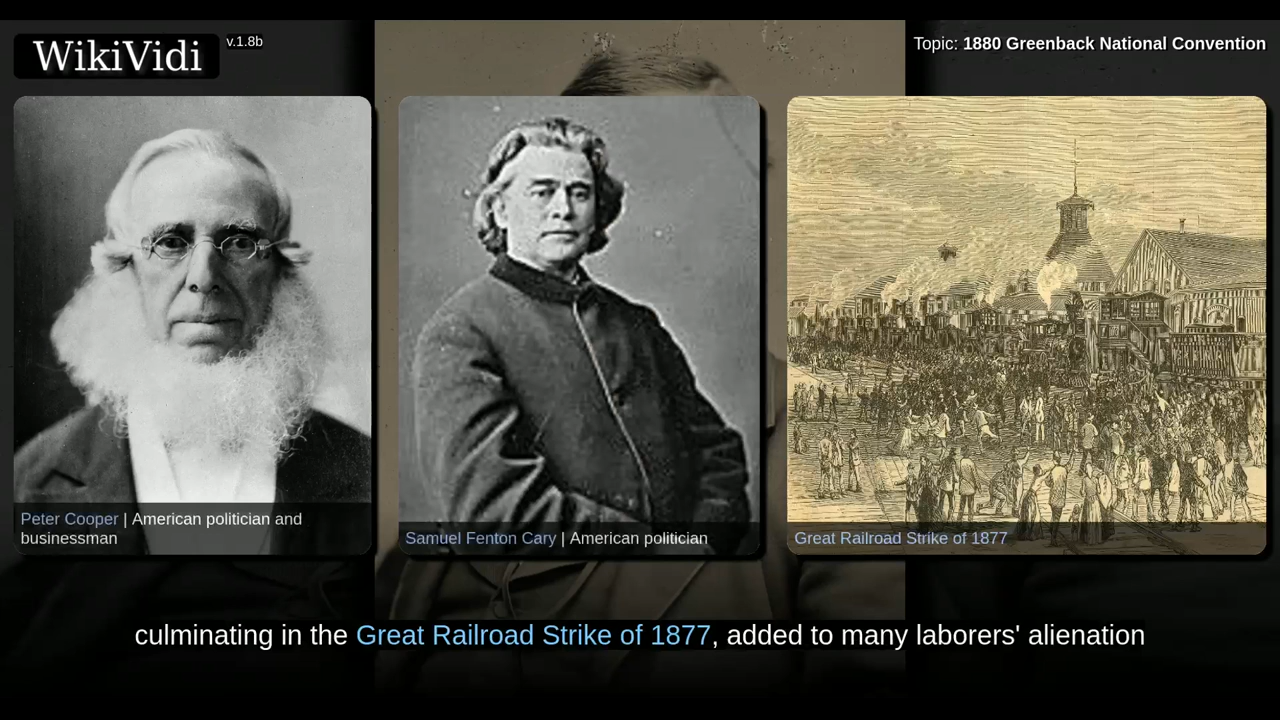 WikiVidi
v.1.8b
Topic: 1880 Greenback National Convention
Peter Cooper | American politician and
businessman
Samuel Fenton Cary | American politician
Great Railroad Strike of 1877
culminating in the Great Railroad Strike of 1877, added to many laborers' alienation